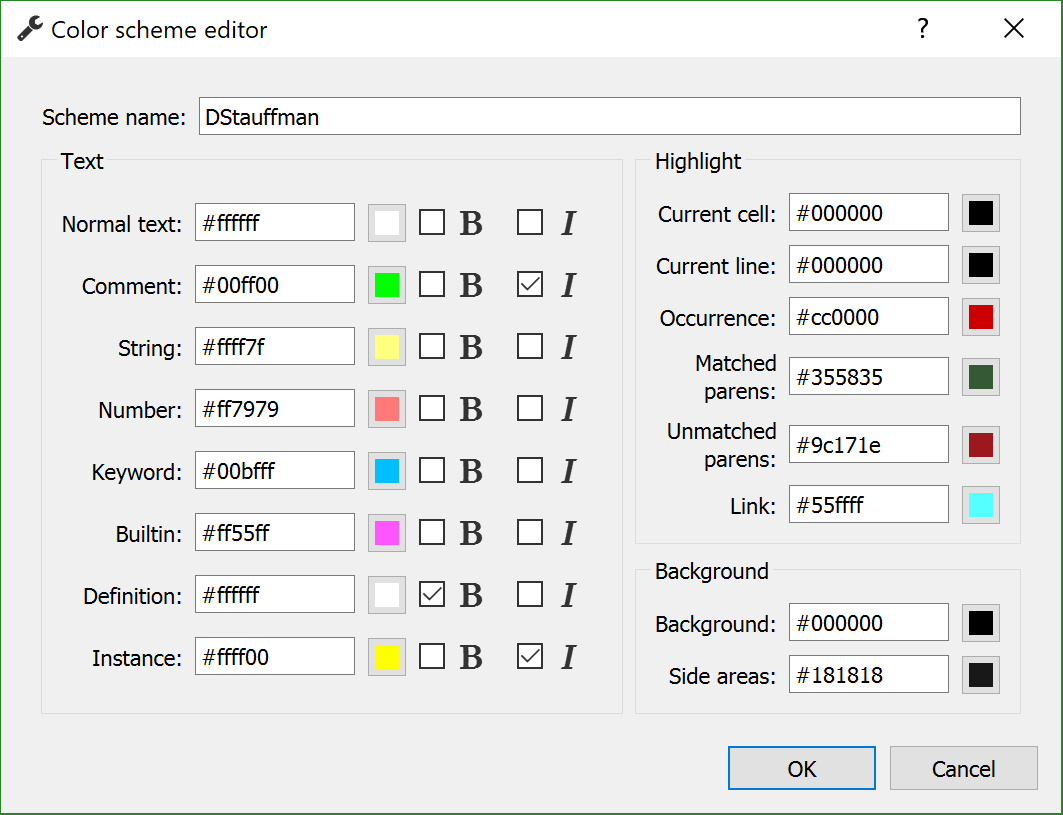 Color scheme editor ?
Scheme name: DStauffman
Text
Normal text: #ffffff B I
Comment: #00ff00 B I
String: #ffff7f B I
Number: #ff7979 B I
Keyword: #00bfff B I
Builtin: #ff55ff B I
Definition: #ffffff B I
Instance: #ffff00 B I
Highlight
Current cell: #000000
Current line: #000000
Occurrence: #cc0000
Matched
parens: #355835
Unmatched
parens: #9c171e
Link: #55ffff
Background
Background: #000000
Side areas: #181818
OK Cancel